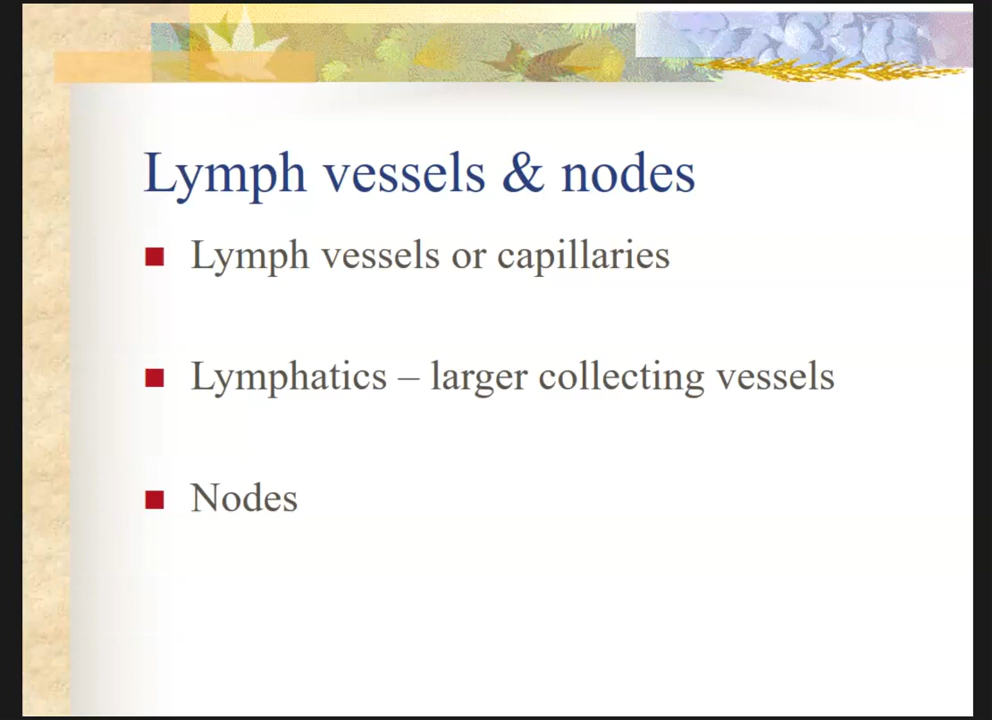 Lymph vessels & nodes
Lymph vessels or capillaries
Lymphatics – larger collecting vessels
Nodes